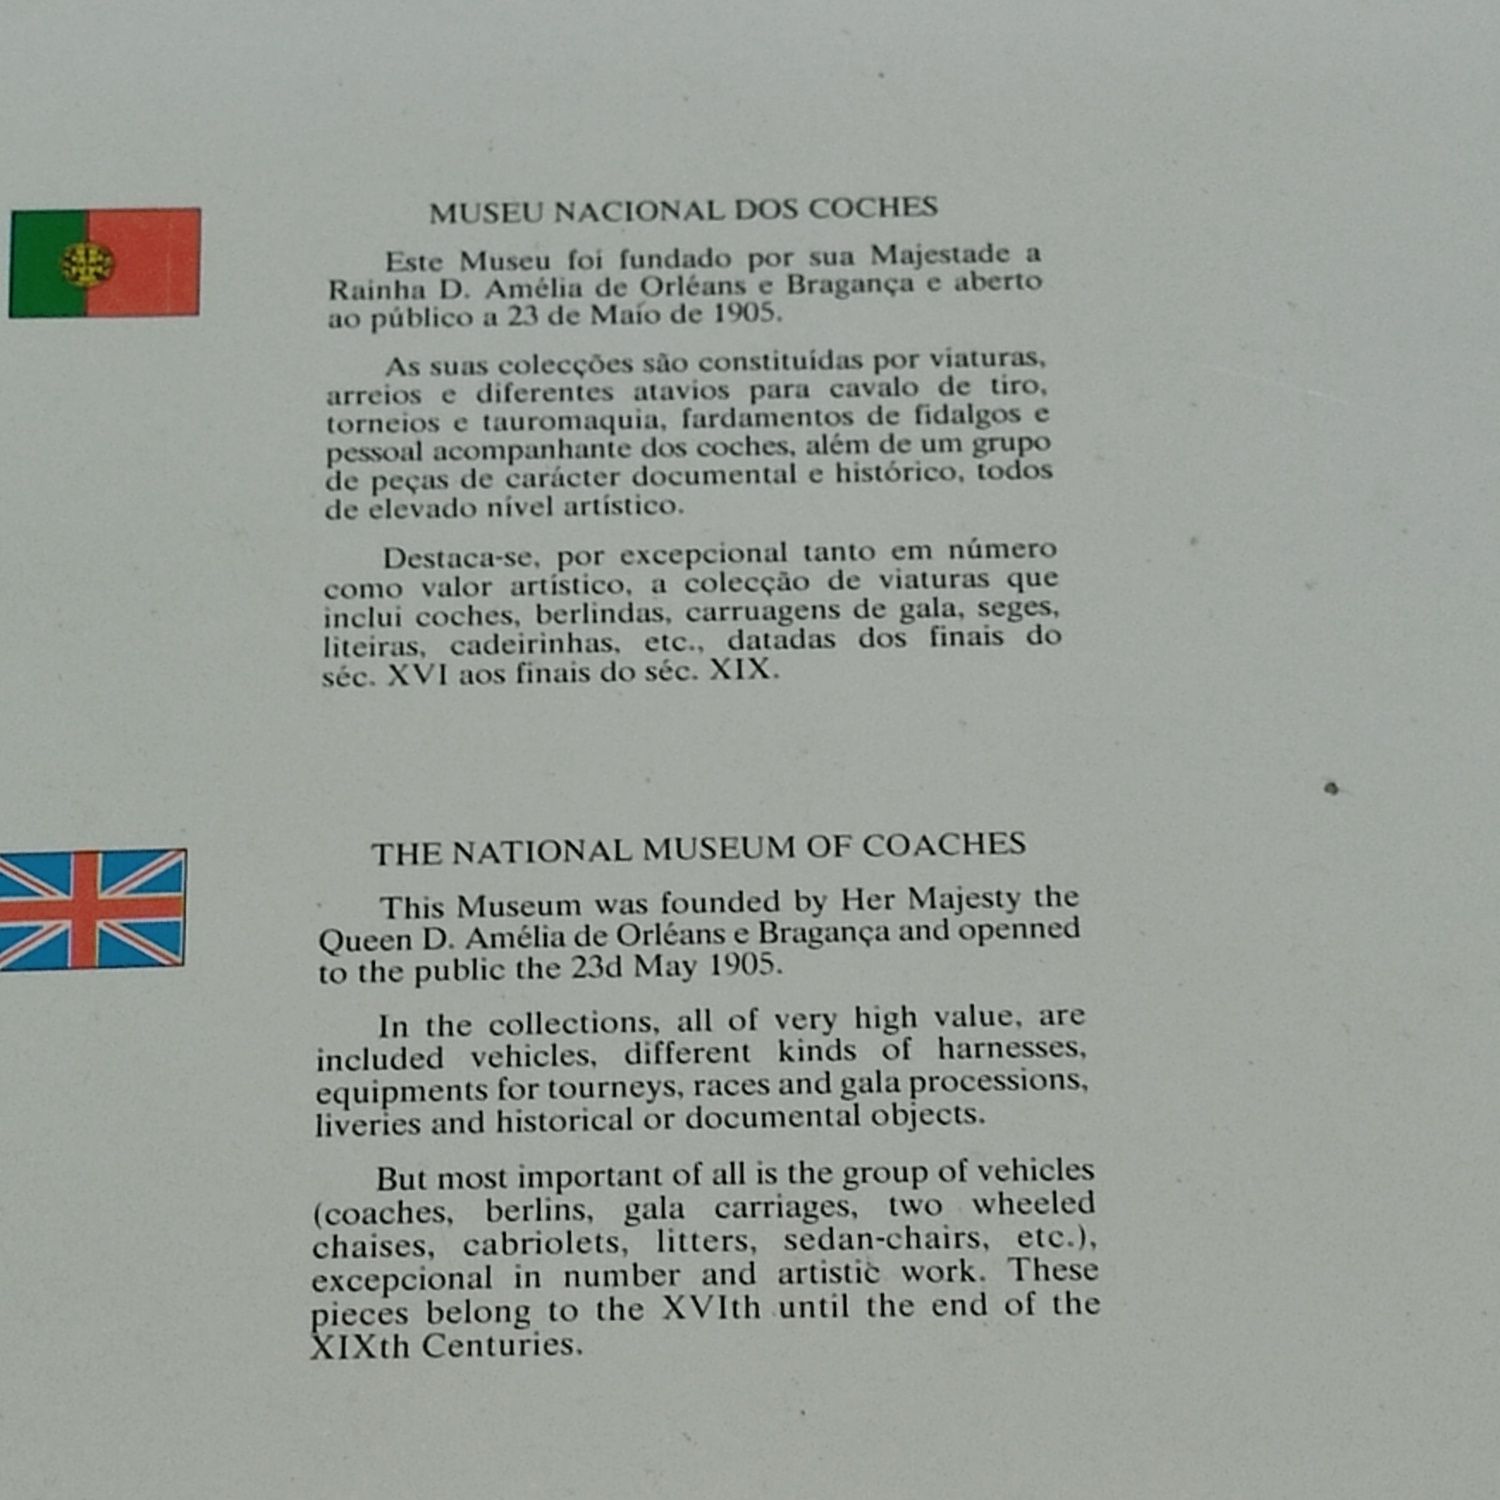 MUSEU NACIONAL DOS COCHES
Este Museu foi fundado por sua Majestade a
Rainha D. Amélia de Orléans e Bragança e aberto
ao público a 23 de Maio de 1905.
As suas colecções são constituídas por viaturas,
arreios e diferentes atavios para cavalo de tiro,
torneios e tauromaquia, fardamentos de fidalgos e
pessoal acompanhante dos coches, além de um grupo
de peças de carácter documental e histórico, todos
de elevado nível artístico.
Destaca-se, por excepcional tanto em número
como valor artístico, a colecção de viaturas que
inclui coches, berlindas, carruagens de gala, seges,
liteiras, cadeirinhas, etc., datadas dos finais do
séc. XVI aos finais do séc. XIX.
THE NATIONAL MUSEUM OF COACHES
This Museum was founded by Her Majesty the
Queen D. Amélia de Orléans e Bragança and openned
to the public the 23d May 1905.
In the collections, all of very high value, are
included vehicles, different kinds of harnesses,
equipments for tourneys, races and gala processions,
liveries and historical or documental objects.
But most important of all is the group of vehicles
(coaches, berlins, gala carriages, two wheeled
chaises, cabriolets, litters, sedan-chairs, etc.),
excepcional in number and artistic work. These
pieces belong to the XVIth until the end of the
XIXth Centuries.